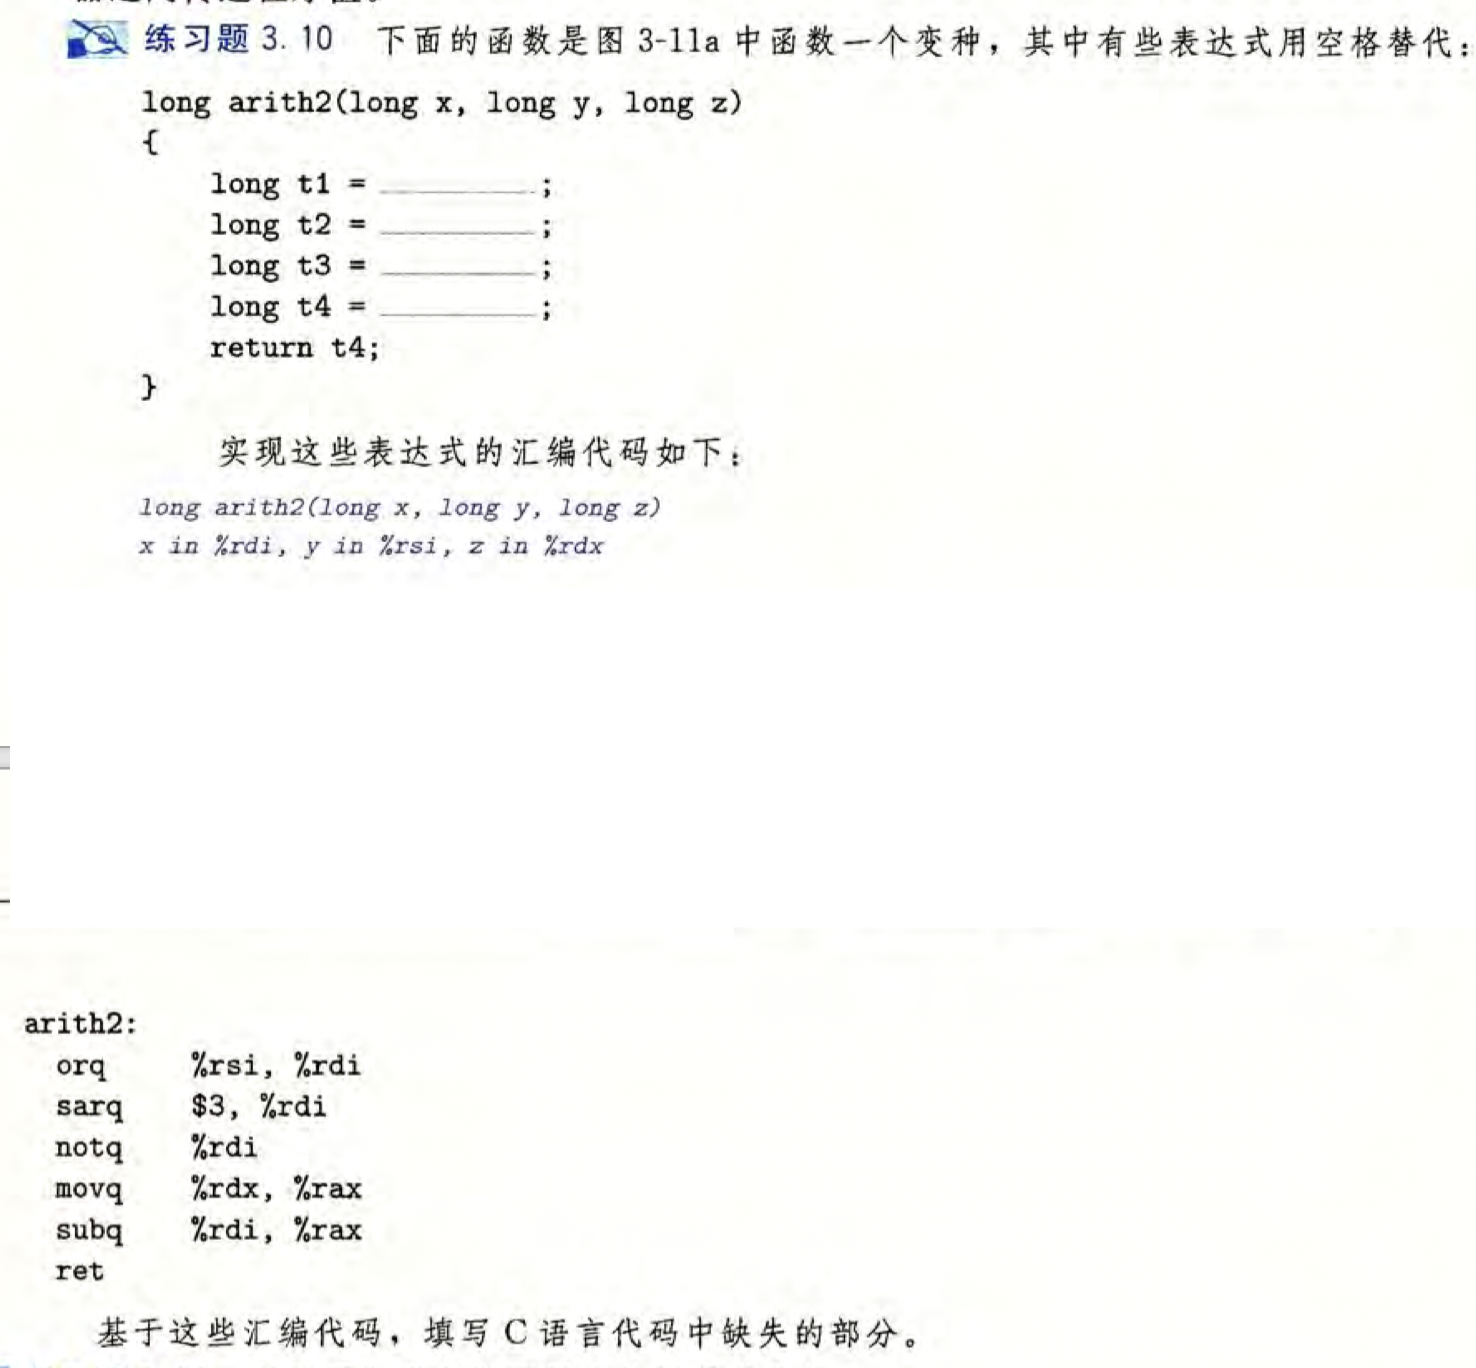 练习题 3.10 下面的函数是图 3-11a 中函数一个变种，其中有些表达式用空格替代：
long arith2(long x, long y, long z)
{
long t1 = ________;
long t2 = ________;
long t3 = ________;
long t4 = ________;
return t4;
}
实现这些表达式的汇编代码如下：
long arith2(long x, long y, long z)
x in %rdi, y in %rsi, z in %rdx
arith2:
orq %rsi, %rdi
sarq $3, %rdi
notq %rdi
movq %rdx, %rax
subq %rdi, %rax
ret
基于这些汇编代码，填写 C 语言代码中缺失的部分。